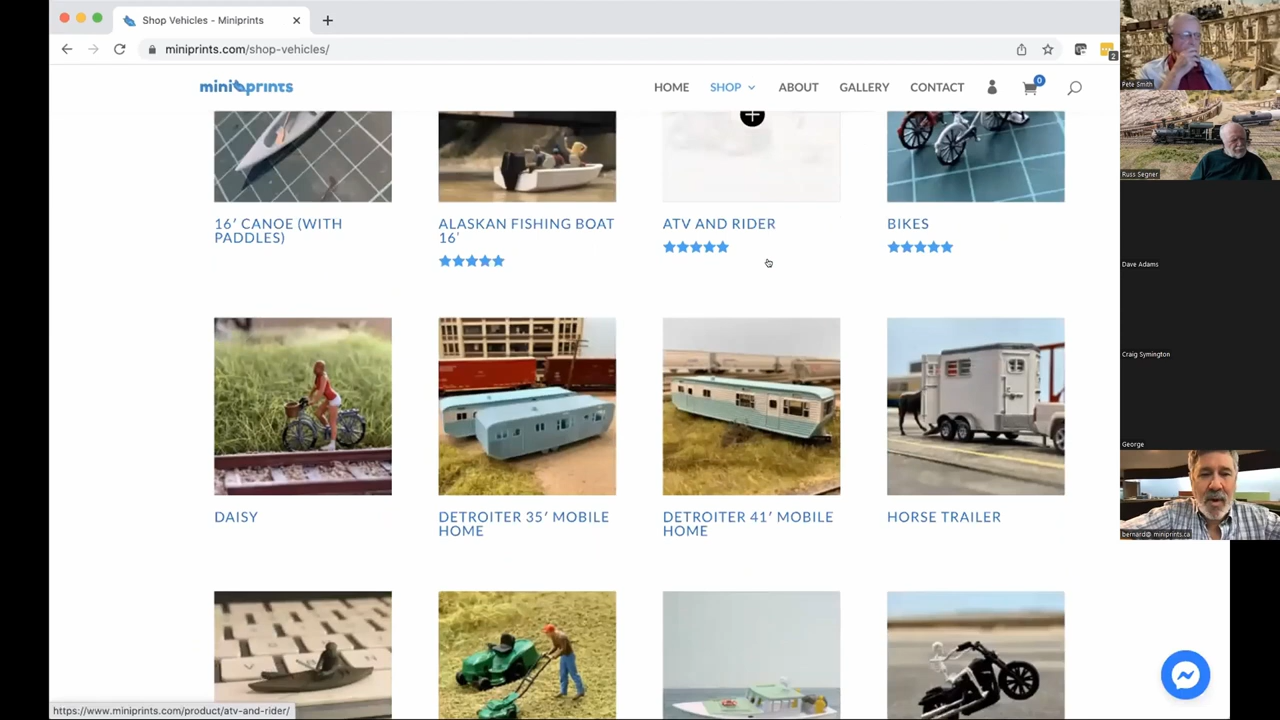 Shop Vehicles - Miniprints
miniprints.com/shop-vehicles/
2
miniprints
HOME
SHOP
ABOUT
GALLERY
CONTACT
0
16′ CANOE (WITH
PADDLES)
ALASKAN FISHING BOAT
16′
ATV AND RIDER
BIKES
DAISY
DETROITER 35′ MOBILE
HOME
DETROITER 41′ MOBILE
HOME
HORSE TRAILER
https://www.miniprints.com/product/atv-and-rider/
Pete Smith
Russ Segner
Dave Adams
Craig Symington
George
bernard@ miniprints.ca